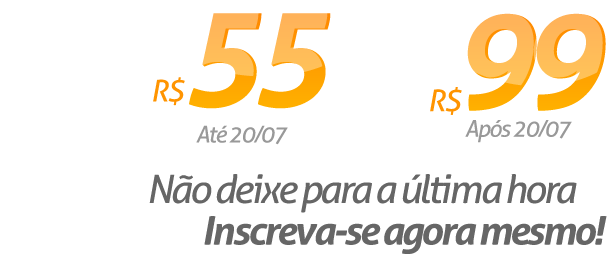 R$ 55 R$ 99
Até 20/07 Após 20/07
Não deixe para a última hora
Inscreva-se agora mesmo!